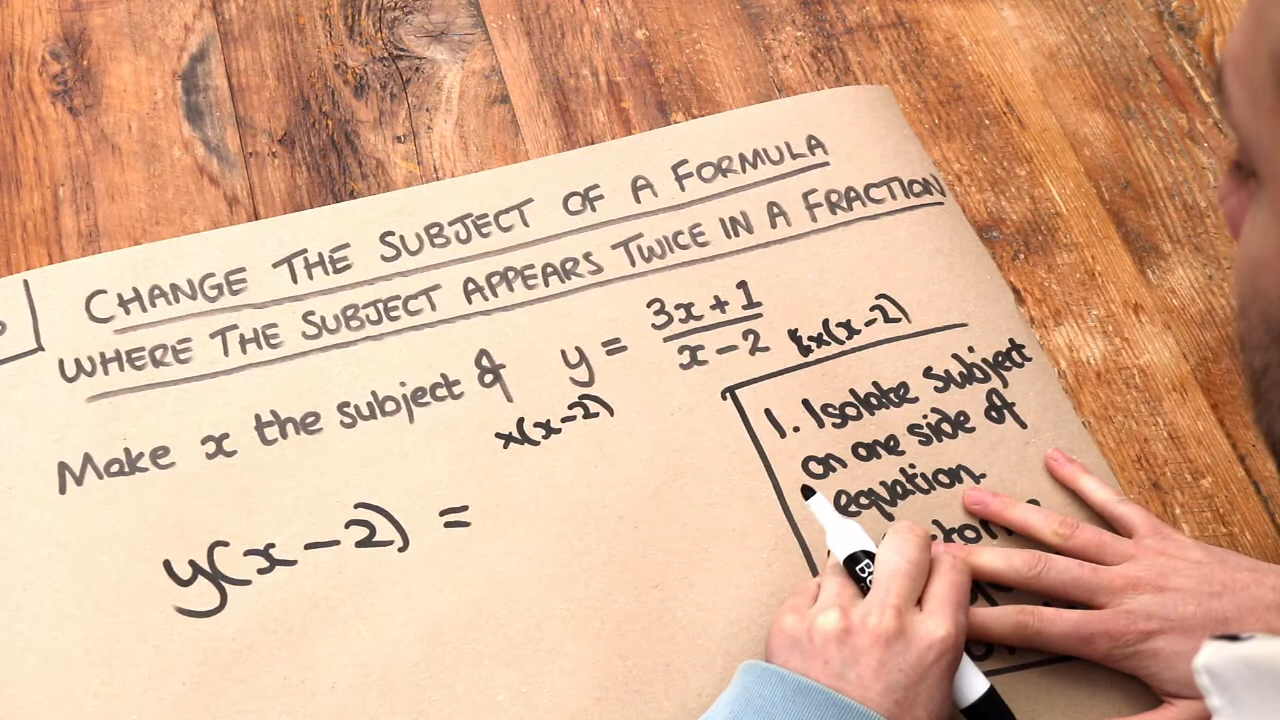 CHANGE THE SUBJECT OF A FORMULA
WHERE THE SUBJECT APPEARS TWICE IN A FRACTION
Make x the subject of y = (3x+1)/(x-2) ×(x-2)
×(x-2)
y(x-2) =
1. Isolate subject
on one side of
equation.